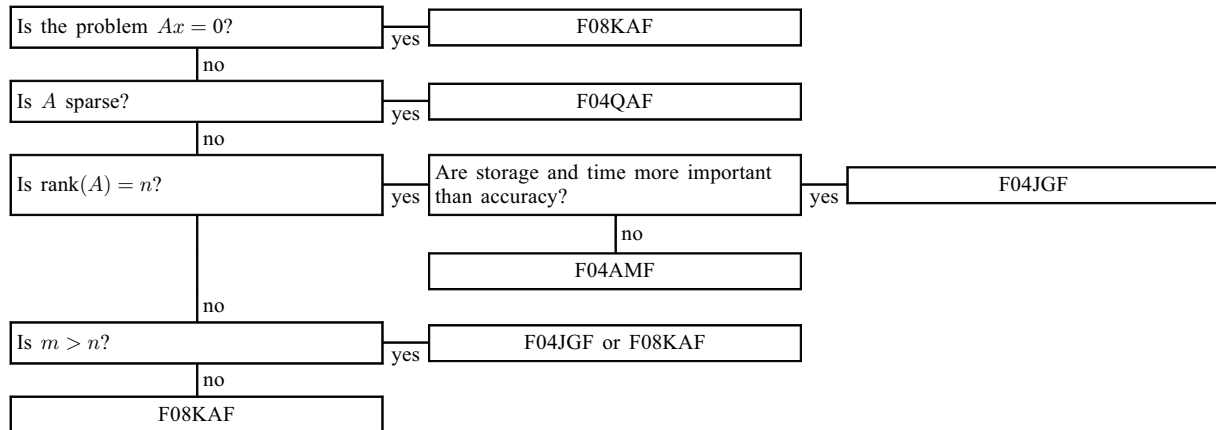 Is the problem Ax = 0?
yes
F08KAF
no
Is A sparse?
yes
F04QAF
no
Is rank(A) = n?
yes
Are storage and time more important
than accuracy?
yes
F04JGF
no
F04AMF
no
Is m > n?
yes
F04JGF or F08KAF
no
F08KAF